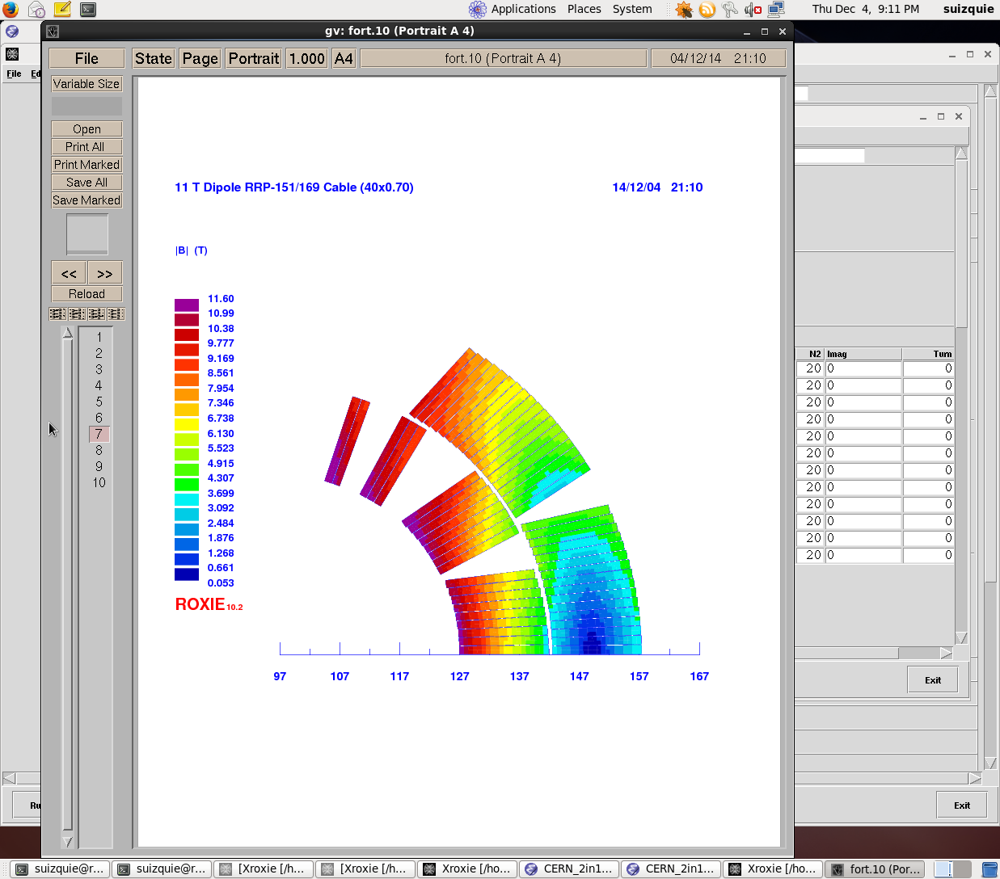 Applications Places System Thu Dec 4, 9:11 PM suizquie
gv: fort.10 (Portrait A 4)
File State Page Portrait 1.000 A4 fort.10 (Portrait A 4) 04/12/14 21:10
File Ed
Variable Size
Open
Print All
Print Marked
Save All
Save Marked
<< >>
Reload
1
2
3
4
5
6
7
8
9
10
11 T Dipole RRP-151/169 Cable (40x0.70) 14/12/04 21:10
|B| (T)
11.60
10.99
10.38
9.777
9.169
8.561
7.954
7.346
6.738
6.130
5.523
4.915
4.307
3.699
3.092
2.484
1.876
1.268
0.661
0.053
ROXIE 10.2
97 107 117 127 137 147 157 167
N2 Imag Turn
20 0 0
20 0 0
20 0 0
20 0 0
20 0 0
20 0 0
20 0 0
20 0 0
20 0 0
20 0 0
20 0 0
20 0 0
Exit
Ru Exit
suizquie@r... suizquie@r... [Xroxie [/h... [Xroxie [/h... Xroxie [/ho... CERN_2in1... CERN_2in1... Xroxie [/ho... fort.10 (Por...